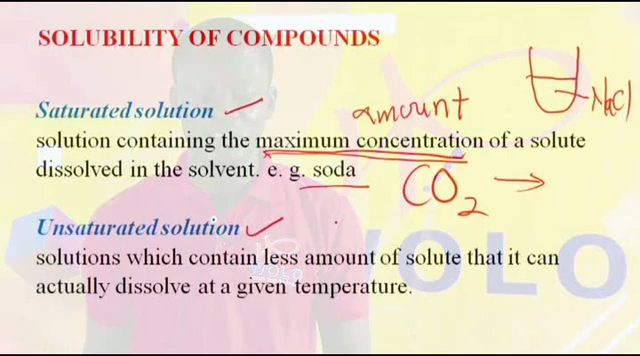 SOLUBILITY OF COMPOUNDS
Saturated solution
amount
NaCl
solution containing the maximum concentration of a solute
dissolved in the solvent. e. g. soda
CO2 →
Unsaturated solution
solutions which contain less amount of solute that it can
actually dissolve at a given temperature.
VOLO